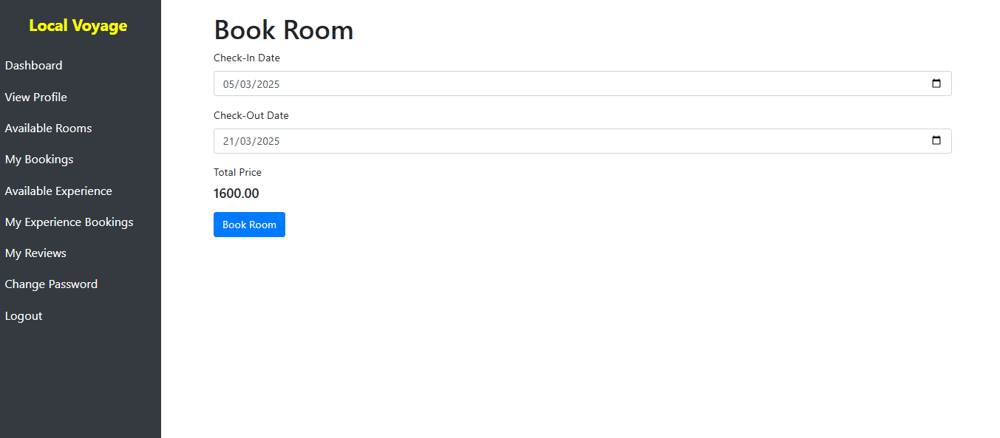 Local Voyage
Dashboard
View Profile
Available Rooms
My Bookings
Available Experience
My Experience Bookings
My Reviews
Change Password
Logout
Book Room
Check-In Date
05/03/2025
Check-Out Date
21/03/2025
Total Price
1600.00
Book Room